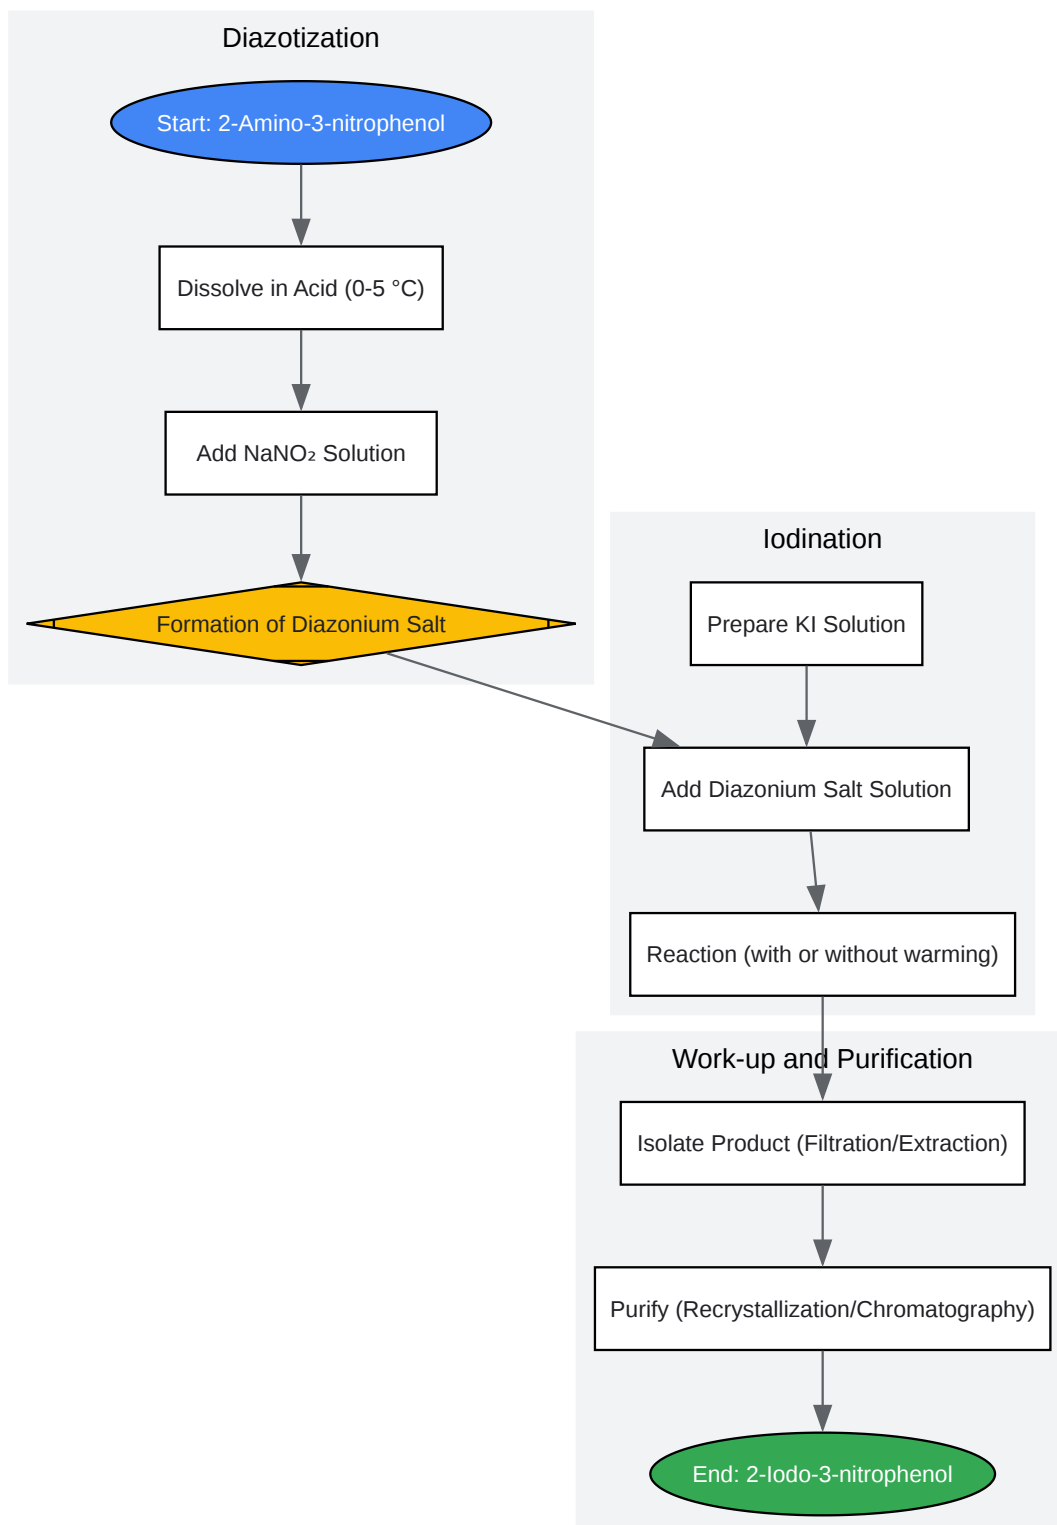 Diazotization
Start: 2-Amino-3-nitrophenol
Dissolve in Acid (0-5 °C)
Add NaNO₂ Solution
Formation of Diazonium Salt
Iodination
Prepare KI Solution
Add Diazonium Salt Solution
Reaction (with or without warming)
Work-up and Purification
Isolate Product (Filtration/Extraction)
Purify (Recrystallization/Chromatography)
End: 2-Iodo-3-nitrophenol